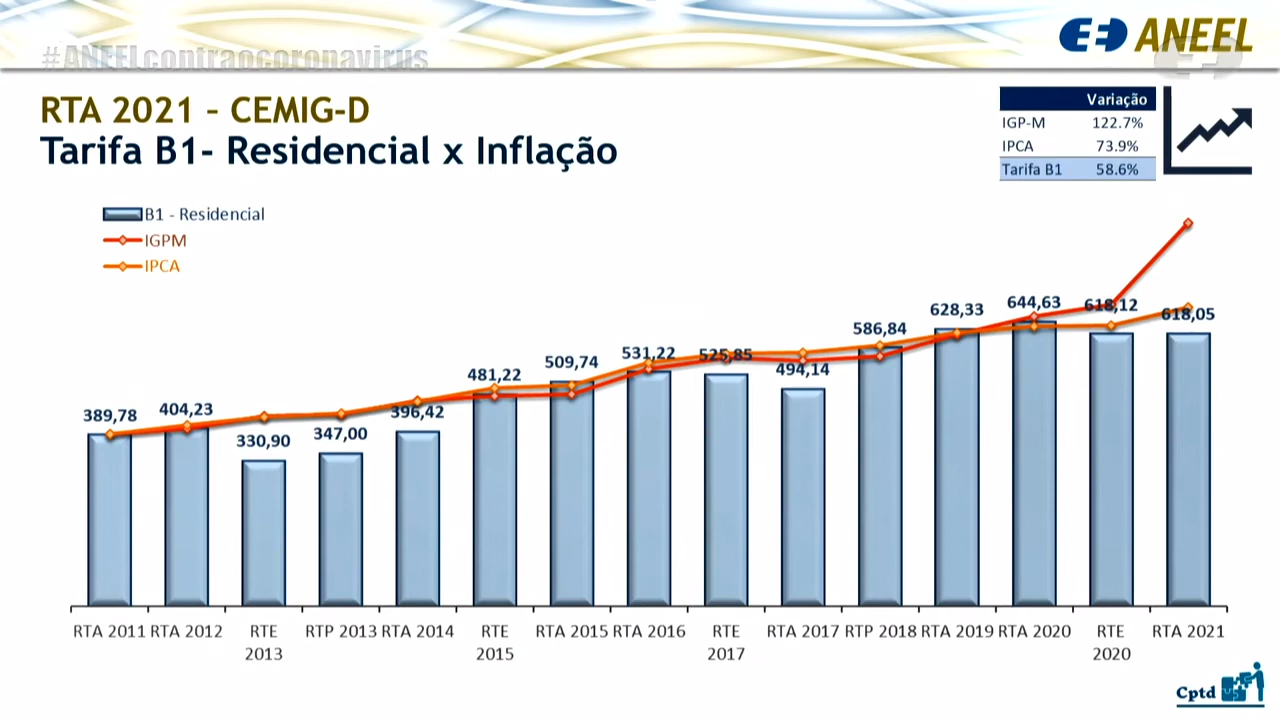 #ANEELcontraocoronavirus
ANEEL
RTA 2021 – CEMIG-D
Tarifa B1- Residencial x Inflação
Variação
IGP-M 122.7%
IPCA 73.9%
Tarifa B1 58.6%
B1 - Residencial
IGPM
IPCA
389,78 404,23 330,90 347,00 396,42 481,22 509,74 531,22 525,85 494,14 586,84 628,33 644,63 618,12 618,05
RTA 2011 RTA 2012 RTE RTP 2013 RTA 2014 RTE RTA 2015 RTA 2016 RTE RTA 2017 RTP 2018 RTA 2019 RTA 2020 RTE RTA 2021
2013 2015 2017 2020
Cptd